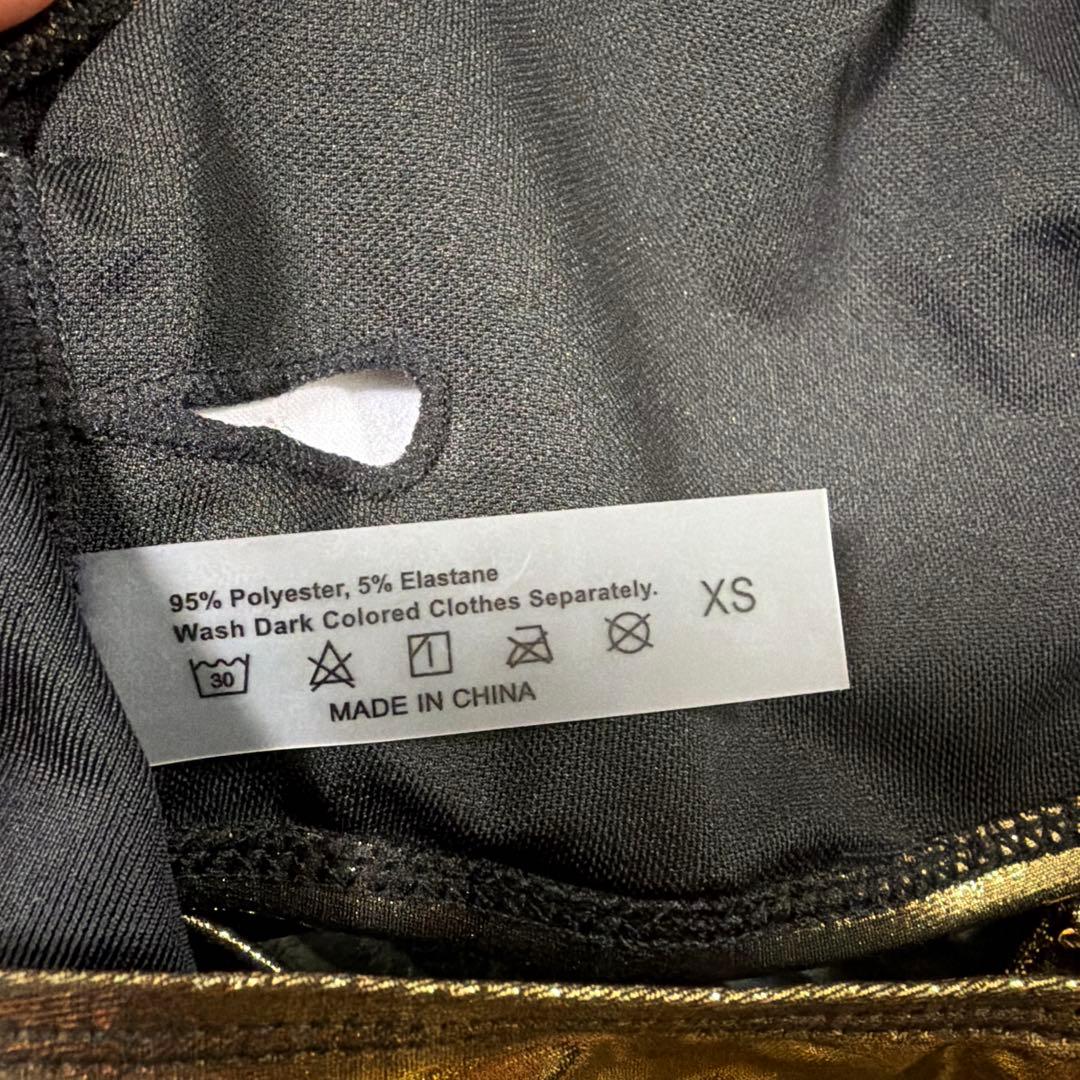 95% Polyester, 5% Elastane
Wash Dark Colored Clothes Separately.
XS
30
MADE IN CHINA